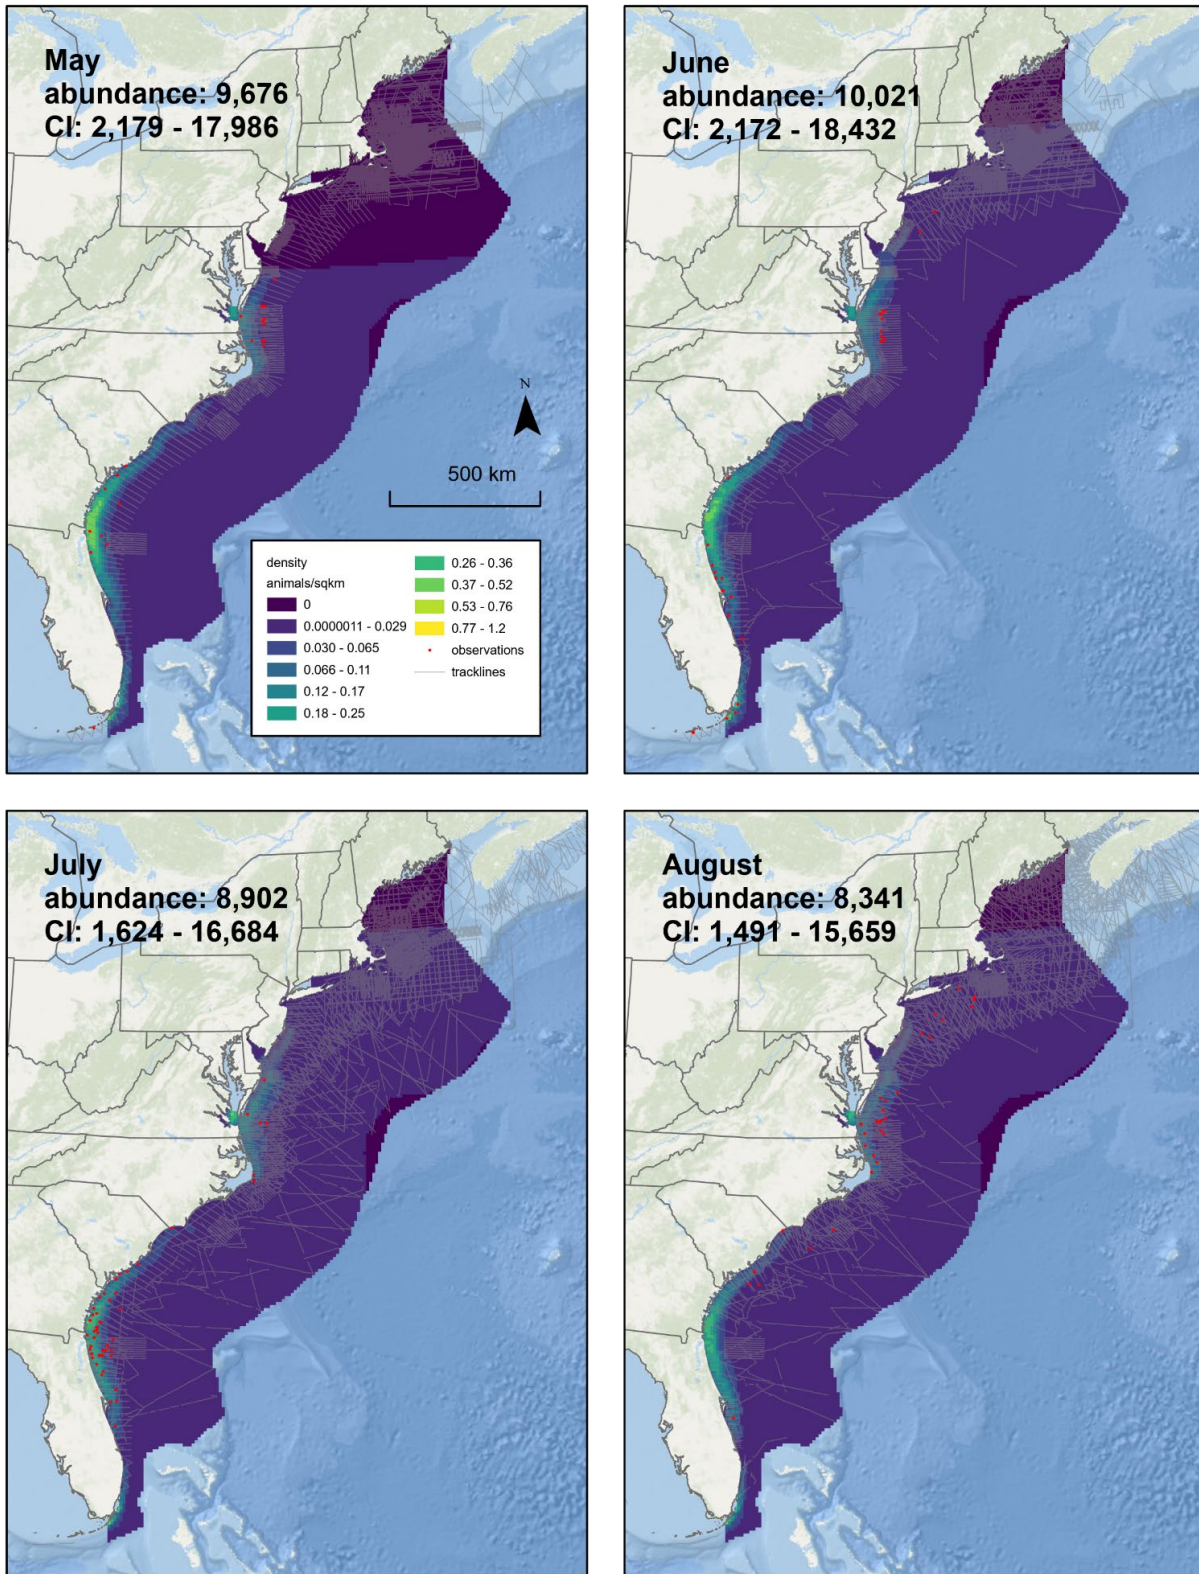 May
abundance: 9,676
CI: 2,179 - 17,986
N
500 km
density
animals/sqkm
0
0.0000011 - 0.029
0.030 - 0.065
0.066 - 0.11
0.12 - 0.17
0.18 - 0.25
0.26 - 0.36
0.37 - 0.52
0.53 - 0.76
0.77 - 1.2
observations
tracklines
June
abundance: 10,021
CI: 2,172 - 18,432
July
abundance: 8,902
CI: 1,624 - 16,684
August
abundance: 8,341
CI: 1,491 - 15,659